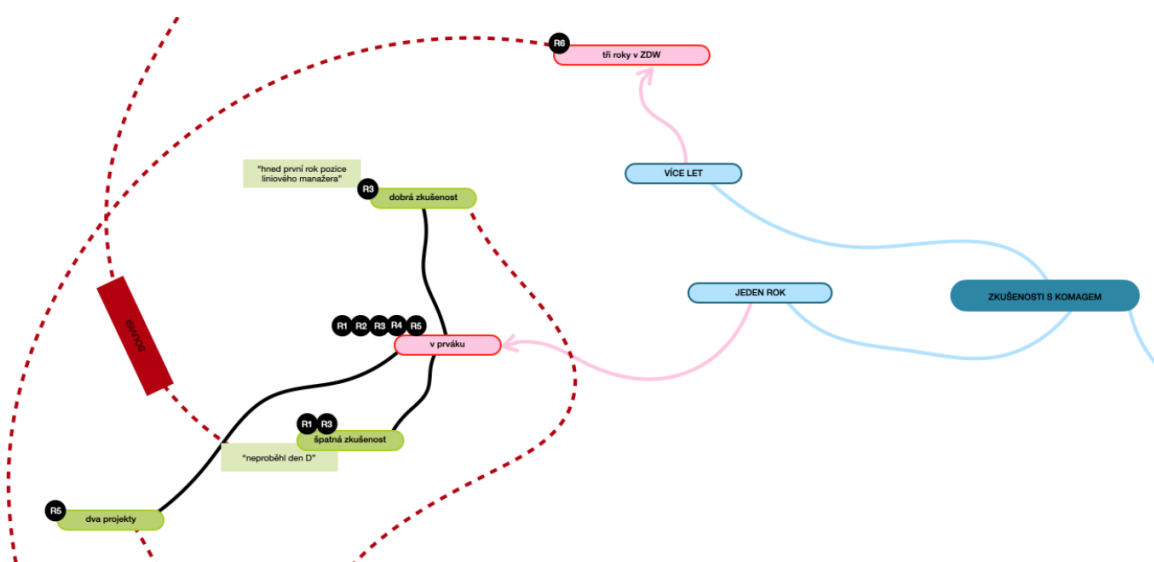 R6
tři roky v ZDW
"hned první rok pozice
liniového manažera"
VÍCE LET
R3
dobrá zkušenost
JEDEN ROK
ZKUŠENOSTI S KOMAGEM
SOUVISÍ
R1 R2 R3 R4 R5
v prváku
R1 R3
špatná zkušenost
"neproběhl den D"
R5
dva projekty